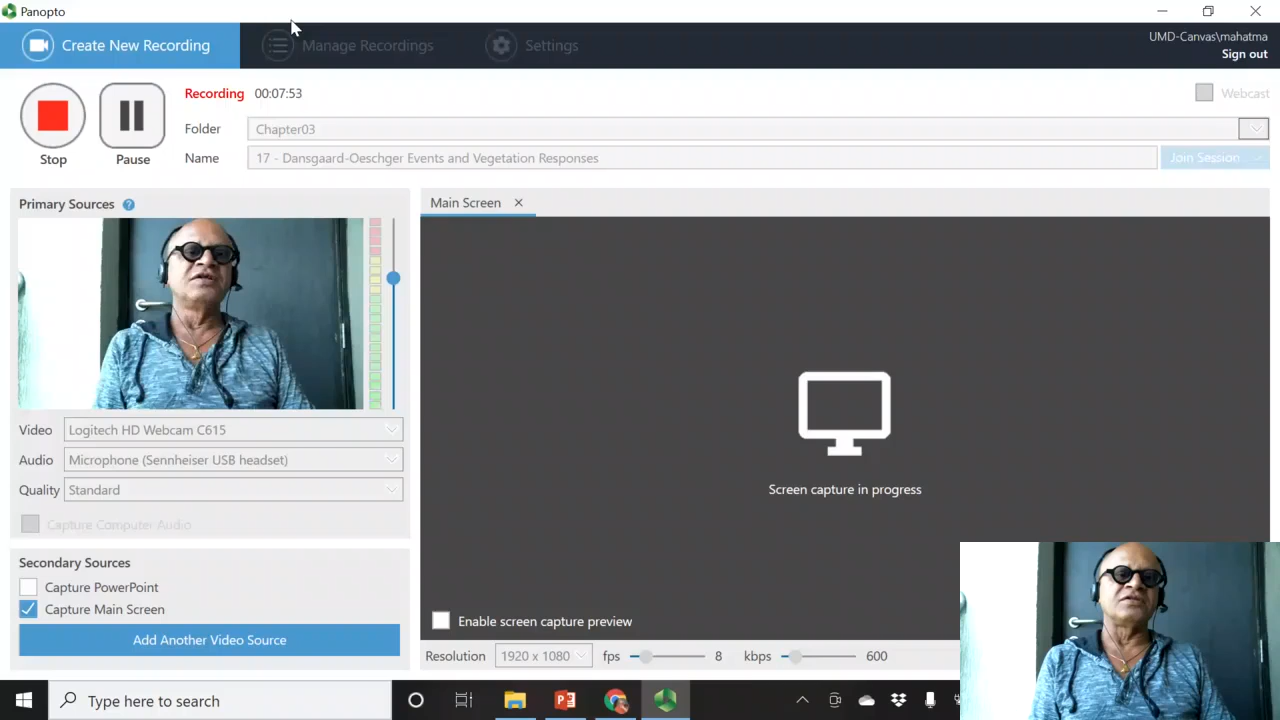 Panopto
Create New Recording
Manage Recordings
Settings
UMD-Canvas\mahatma
Sign out
Recording 00:07:53
Webcast
Folder Chapter03
Name 17 - Dansgaard-Oeschger Events and Vegetation Responses
Join Session
Stop
Pause
Primary Sources ?
Main Screen
Video Logitech HD Webcam C615
Audio Microphone (Sennheiser USB headset)
Quality Standard
Capture Computer Audio
Screen capture in progress
Secondary Sources
Capture PowerPoint
Capture Main Screen
Add Another Video Source
Enable screen capture preview
Resolution 1920 x 1080 fps 8 kbps 600
Type here to search